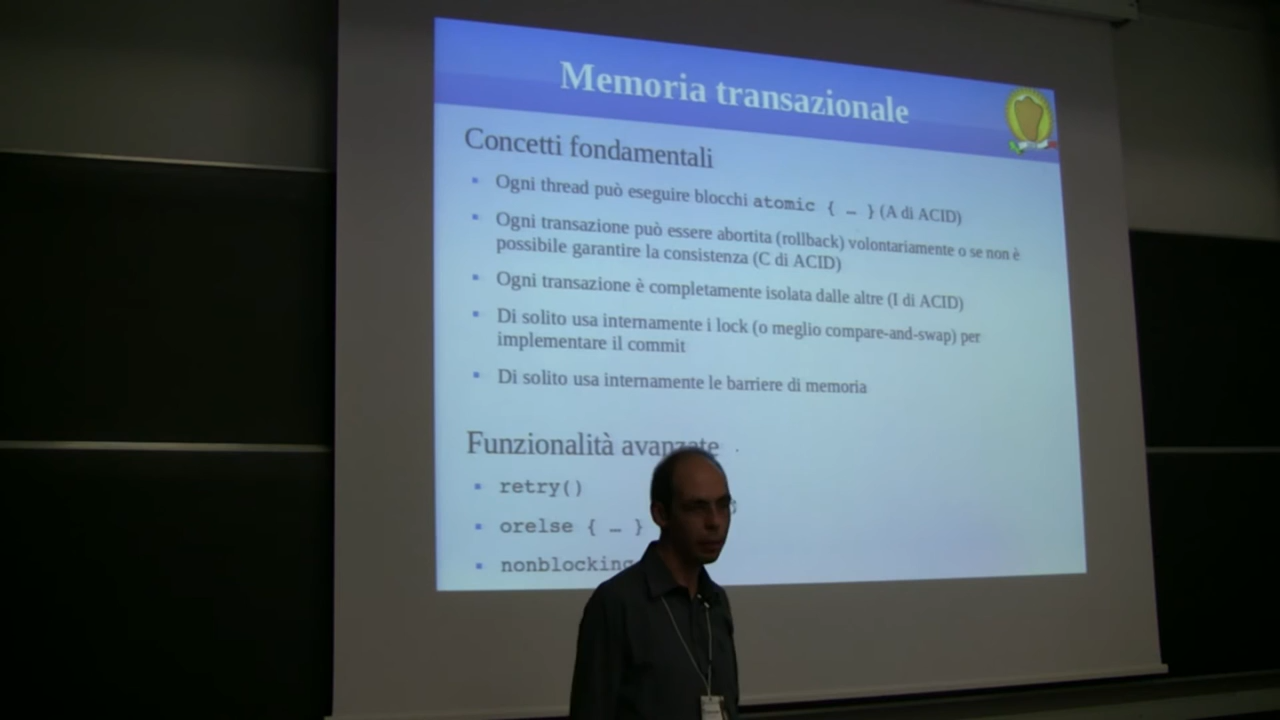 Memoria transazionale
Concetti fondamentali
Ogni thread può eseguire blocchi atomic { … } (A di ACID)
Ogni transazione può essere abortita (rollback) volontariamente o se non è
possibile garantire la consistenza (C di ACID)
Ogni transazione è completamente isolata dalle altre (I di ACID)
Di solito usa internamente i lock (o meglio compare-and-swap) per
implementare il commit
Di solito usa internamente le barriere di memoria
Funzionalità avanzate
retry()
orelse { … }
nonblocking